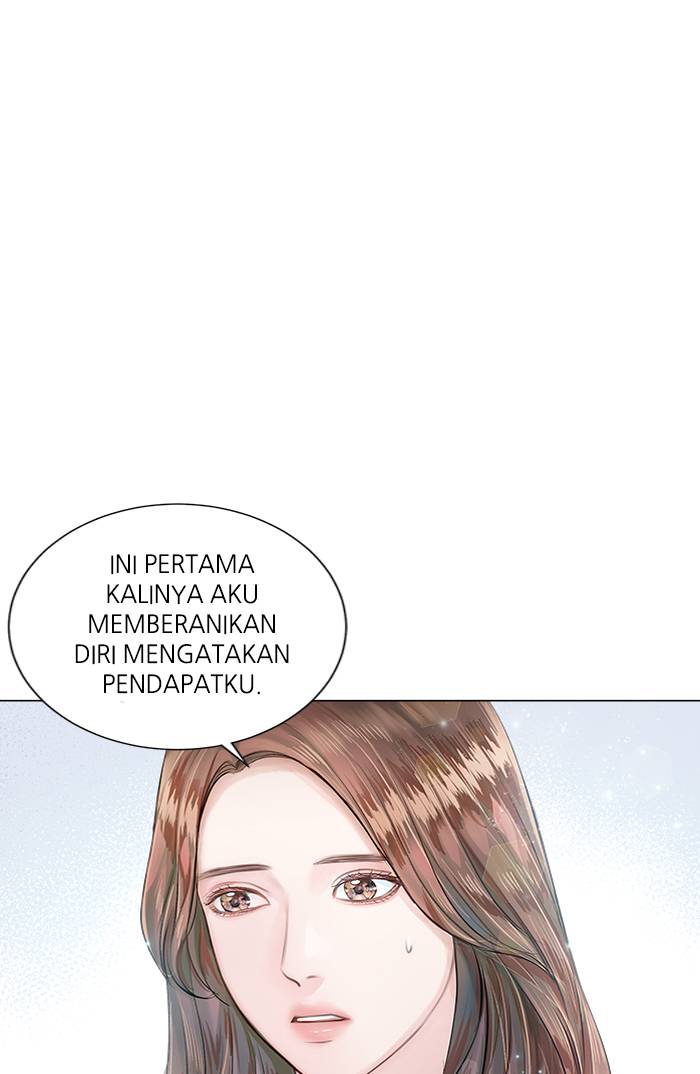 INI PERTAMA
KALINYA AKU
MEMBERANIKAN
DIRI MENGATAKAN
PENDAPATKU.